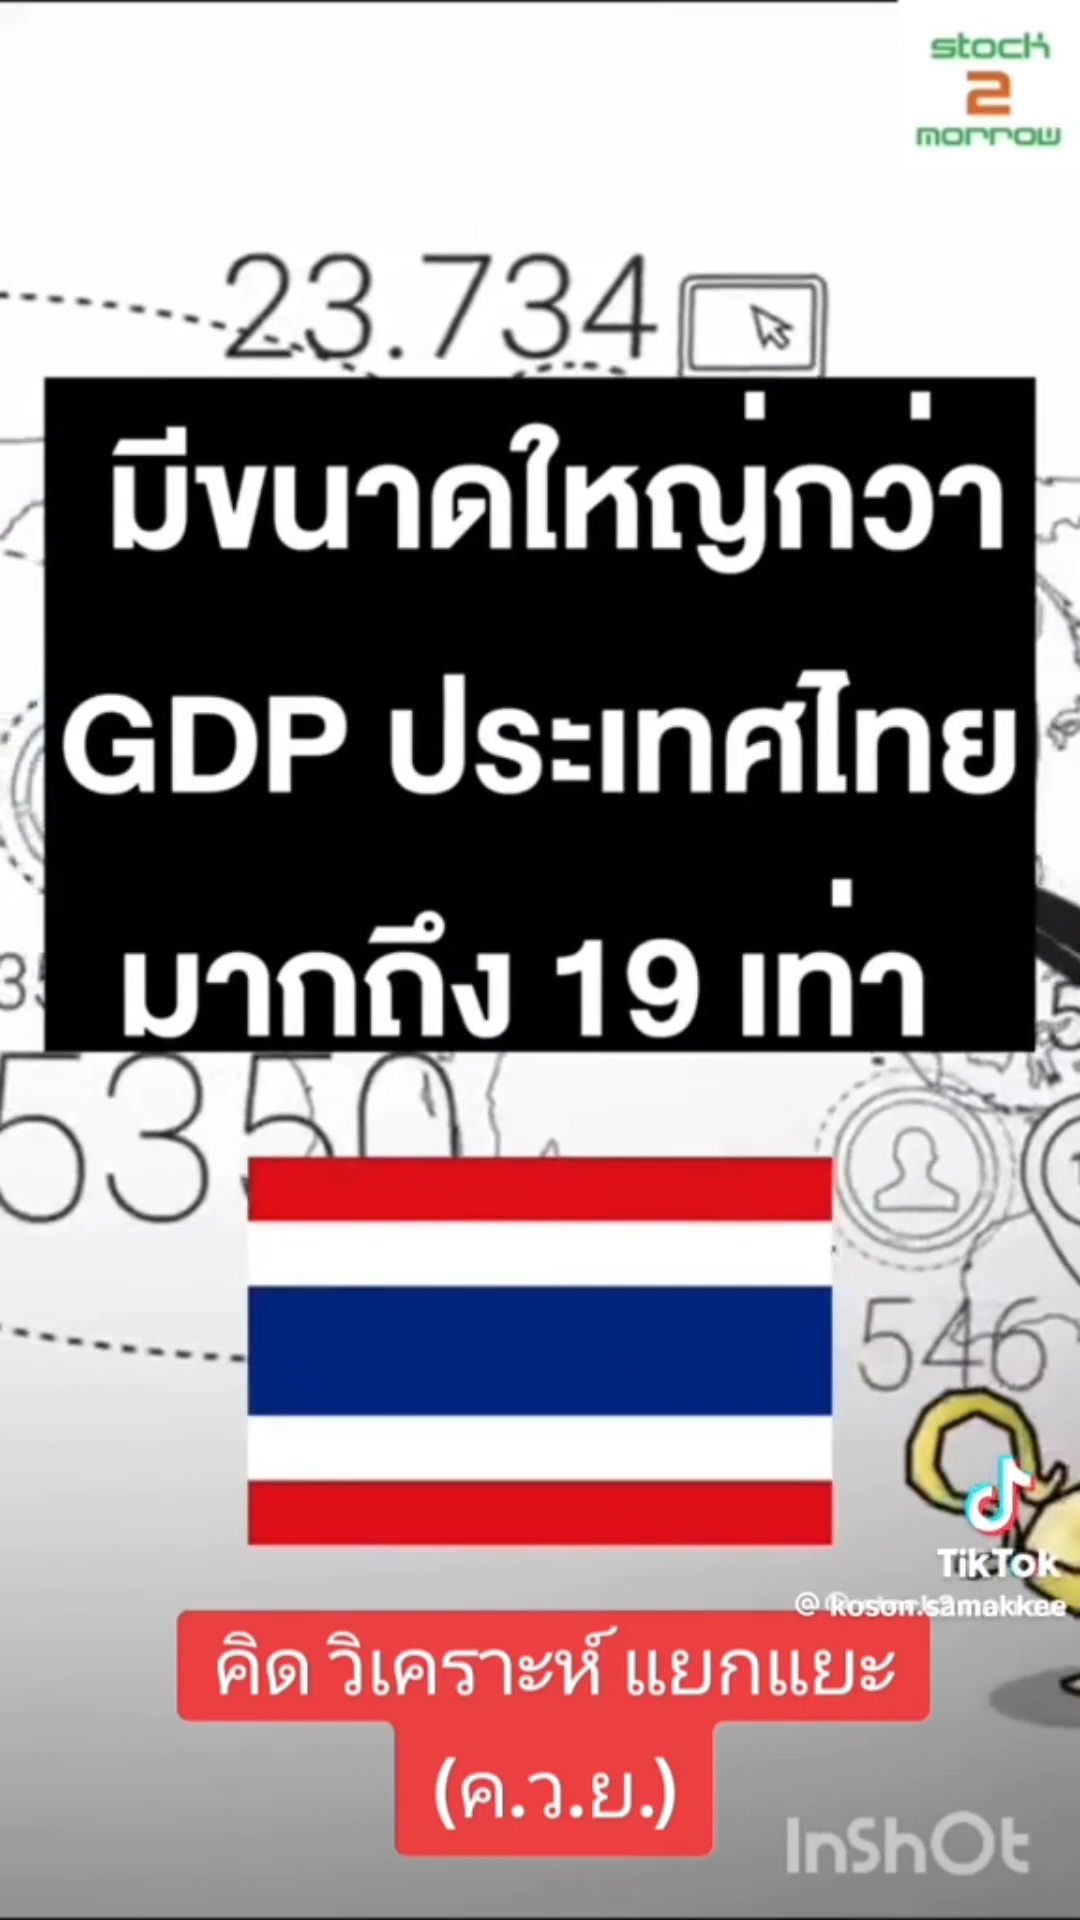 stock
2
morrow
23.734
มีขนาดใหญ่กว่า
GDP ประเทศไทย
มากถึง 19 เท่า
5350
546
TikTok
@koson.samakkee
คิด วิเคราะห์ แยกแยะ
(ค.ว.ย.)
InShOt